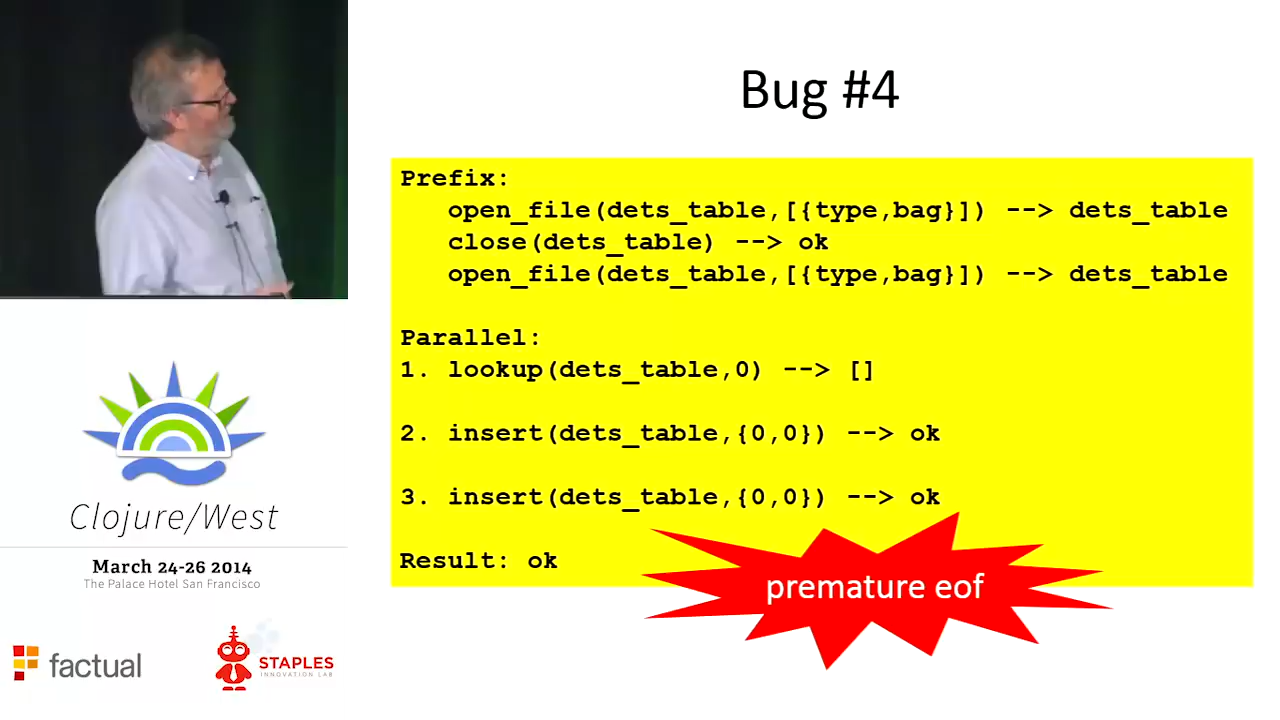 Bug #4
Prefix:
open_file(dets_table,[{type,bag}]) --> dets_table
close(dets_table) --> ok
open_file(dets_table,[{type,bag}]) --> dets_table
Parallel:
1. lookup(dets_table,0) --> []
2. insert(dets_table,{0,0}) --> ok
3. insert(dets_table,{0,0}) --> ok
Result: ok
premature eof
Clojure/West
March 24-26 2014
The Palace Hotel San Francisco
factual
STAPLES
INNOVATION LAB